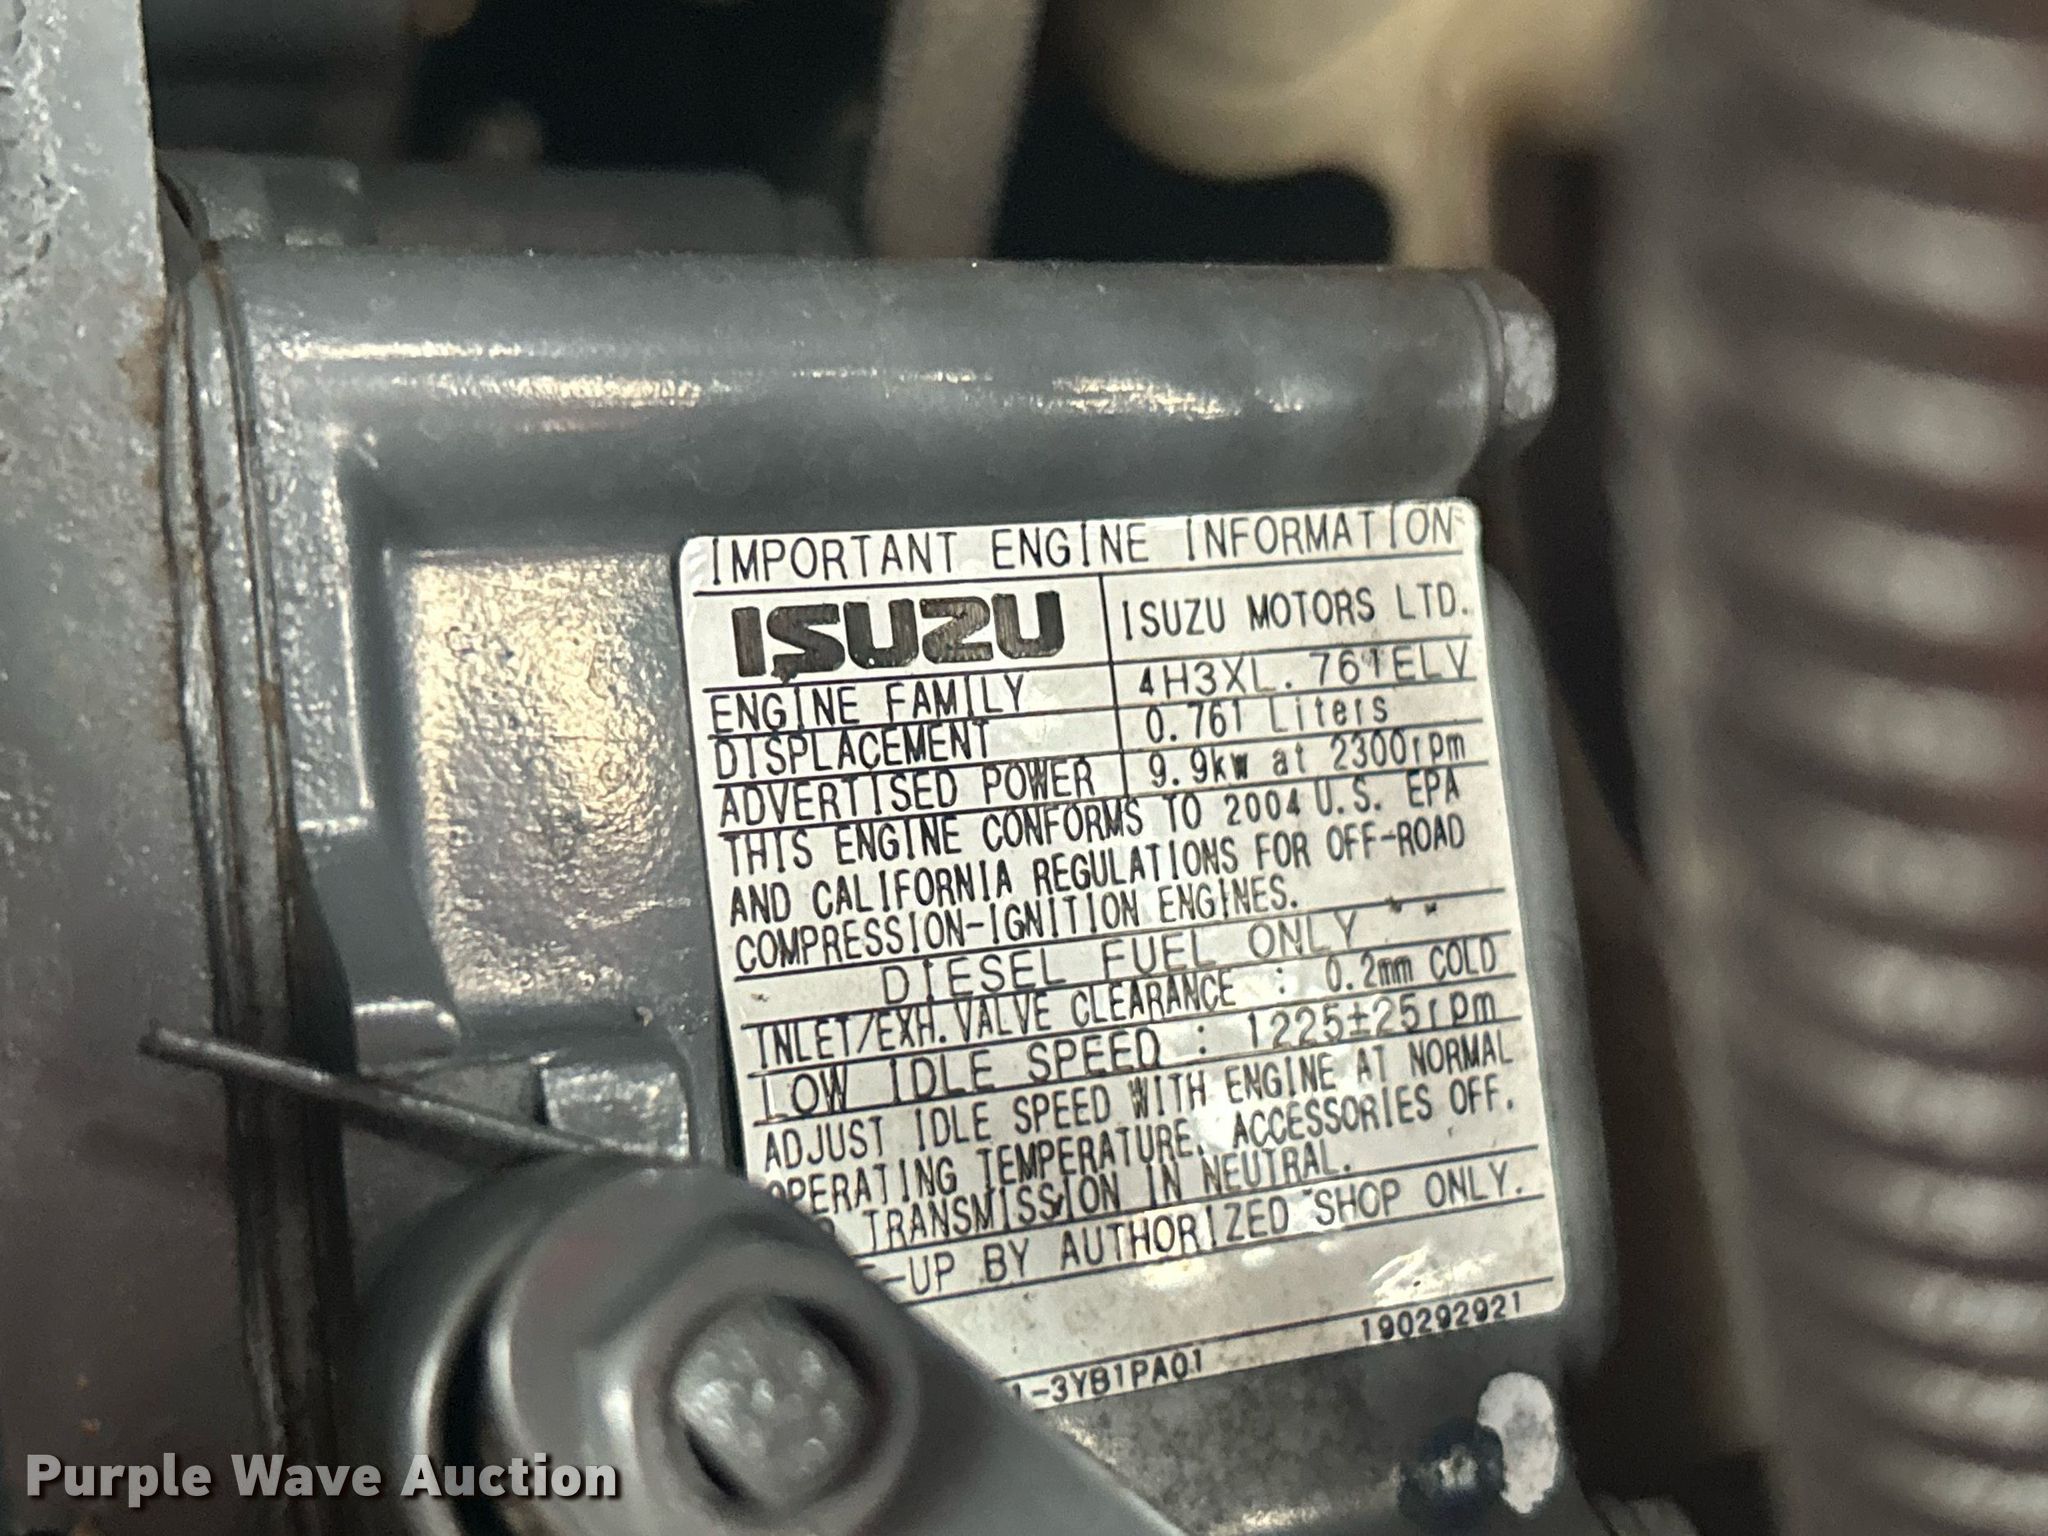 IMPORTANT ENGINE INFORMATION
ISUZU
ISUZU MOTORS LTD.
ENGINE FAMILY 4H3XL.761ELV
DISPLACEMENT 0.761 Liters
ADVERTISED POWER 9.9kw at 2300rpm
THIS ENGINE CONFORMS TO 2004 U.S. EPA
AND CALIFORNIA REGULATIONS FOR OFF-ROAD
COMPRESSION-IGNITION ENGINES.
DIESEL FUEL ONLY
INLET/EXH.VALVE CLEARANCE : 0.2mm COLD
LOW IDLE SPEED : 1225±25rpm
ADJUST IDLE SPEED WITH ENGINE AT NORMAL
OPERATING TEMPERATURE, ACCESSORIES OFF.
TRANSMISSION IN NEUTRAL.
-UP BY AUTHORIZED SHOP ONLY.
1-3YB1PA01 190292921
Purple Wave Auction